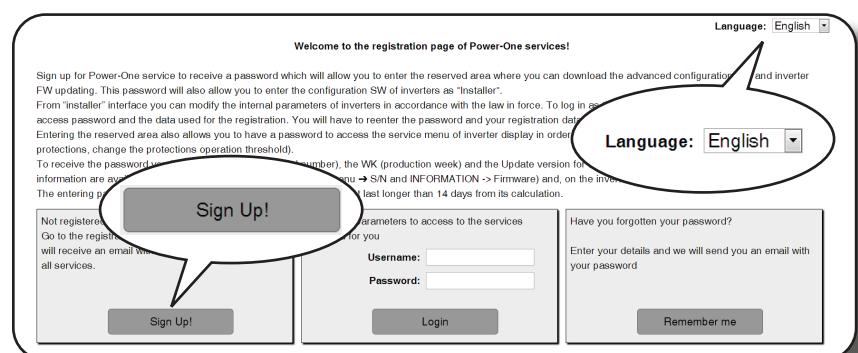 Language: English
Welcome to the registration page of Power-One services!
Sign up for Power-One service to receive a password which will allow you to enter the reserved area where you can download the advanced configuration and inverter
FW updating. This password will also allow you to enter the configuration SW of inverters as "Installer".
From "installer" interface you can modify the internal parameters of inverters in accordance with the law in force. To log in as
access password and the data used for the registration. You will have to reenter the password and your registration
Entering the reserved area also allows you to have a password to access the service menu of inverter display in order
protections, change the protections operation threshold).
Language: English
To receive the password number), the WK (production week) and the Update version for
information are ➔ S/N and INFORMATION -> Firmware) and, on the
The entering last longer than 14 days from its calculation.
Sign Up!
Not registered
Go to the
will receive an email
all services.
Sign Up!
parameters to access to the services
for you
Username:
Password:
Login
Have you forgotten your password?
Enter your details and we will send you an email with
your password
Remember me